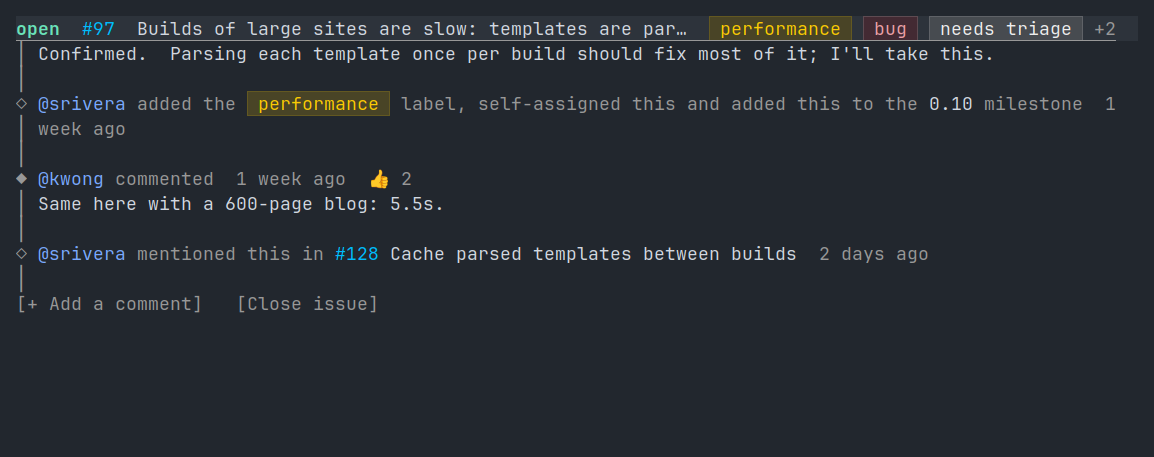 open #97 Builds of large sites are slow: templates are par… performance bug needs triage +2
Confirmed. Parsing each template once per build should fix most of it; I'll take this.
◇ @srivera added the performance label, self-assigned this and added this to the 0.10 milestone 1
week ago
◆ @kwong commented 1 week ago 👍 2
Same here with a 600-page blog: 5.5s.
◇ @srivera mentioned this in #128 Cache parsed templates between builds 2 days ago
[+ Add a comment] [Close issue]